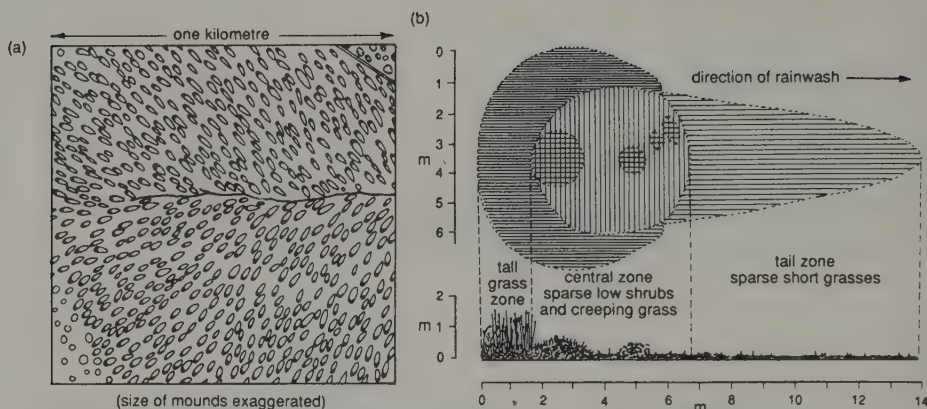 (a)
one kilometre
(size of mounds exaggerated)
(b)
0
1
2
3
m
4
5
6
direction of rainwash
tall
grass
zone
central zone
sparse low shrubs
and creeping grass
tail zone
sparse short grasses
2
m 1
0
0 2 4 6 8 10 12 14
m